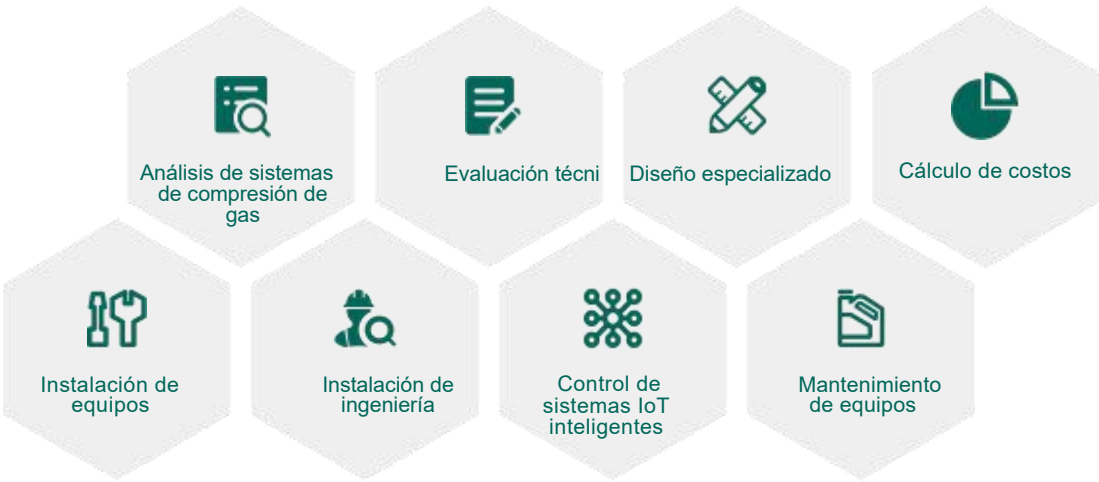 Análisis de sistemas
de compresión de
gas
Evaluación técni
Diseño especializado
Cálculo de costos
Instalación de
equipos
Instalación de
ingeniería
Control de
sistemas IoT
inteligentes
Mantenimiento
de equipos